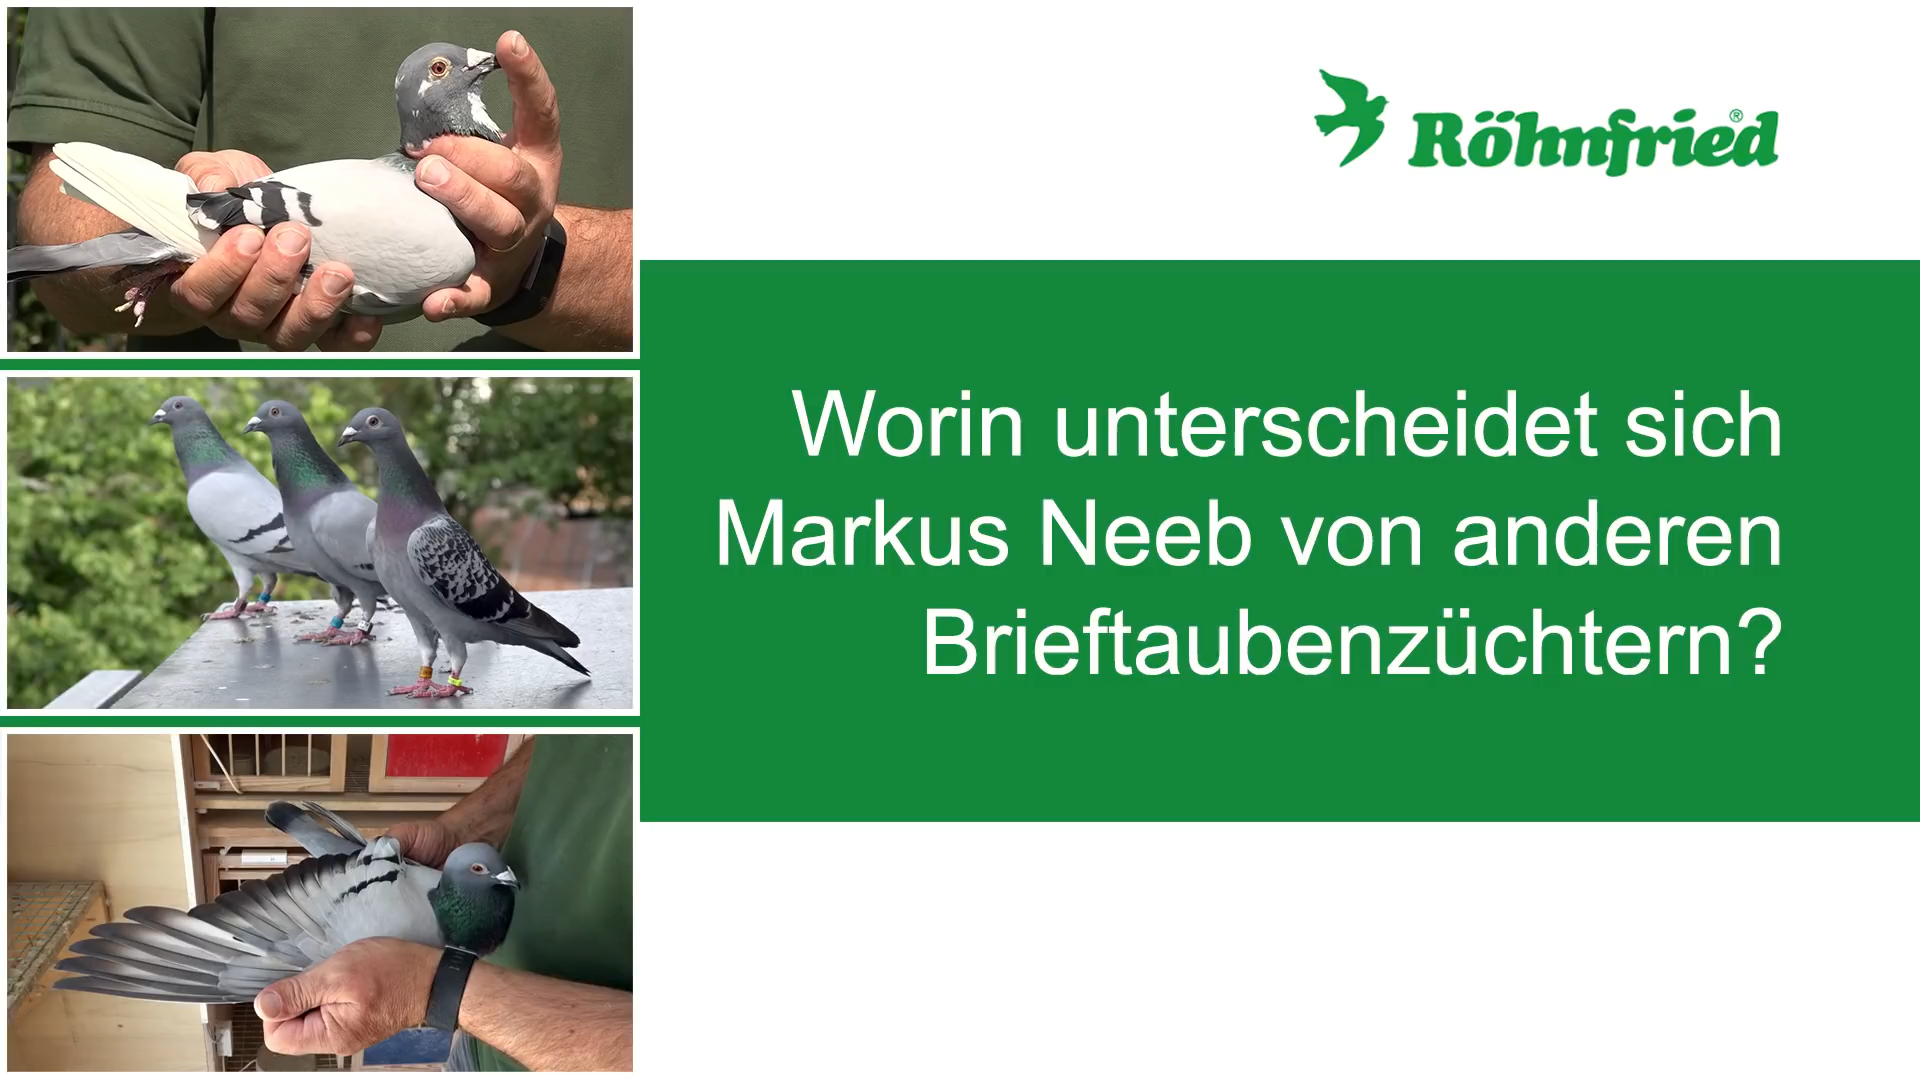 Röhnfried®
Worin unterscheidet sich
Markus Neeb von anderen
Brieftaubenzüchtern?